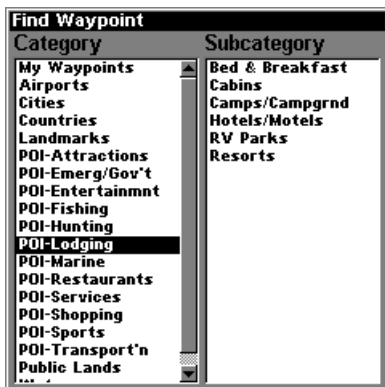 Find Waypoint
Category
My Waypoints
Airports
Cities
Countries
Landmarks
POI-Attractions
POI-Emerg/Gov't
POI-Entertainmnt
POI-Fishing
POI-Hunting
POI-Lodging
POI-Marine
POI-Restaurants
POI-Services
POI-Shopping
POI-Sports
POI-Transport'n
Public Lands
Subcategory
Bed & Breakfast
Cabins
Camps/Campgrnd
Hotels/Motels
RV Parks
Resorts